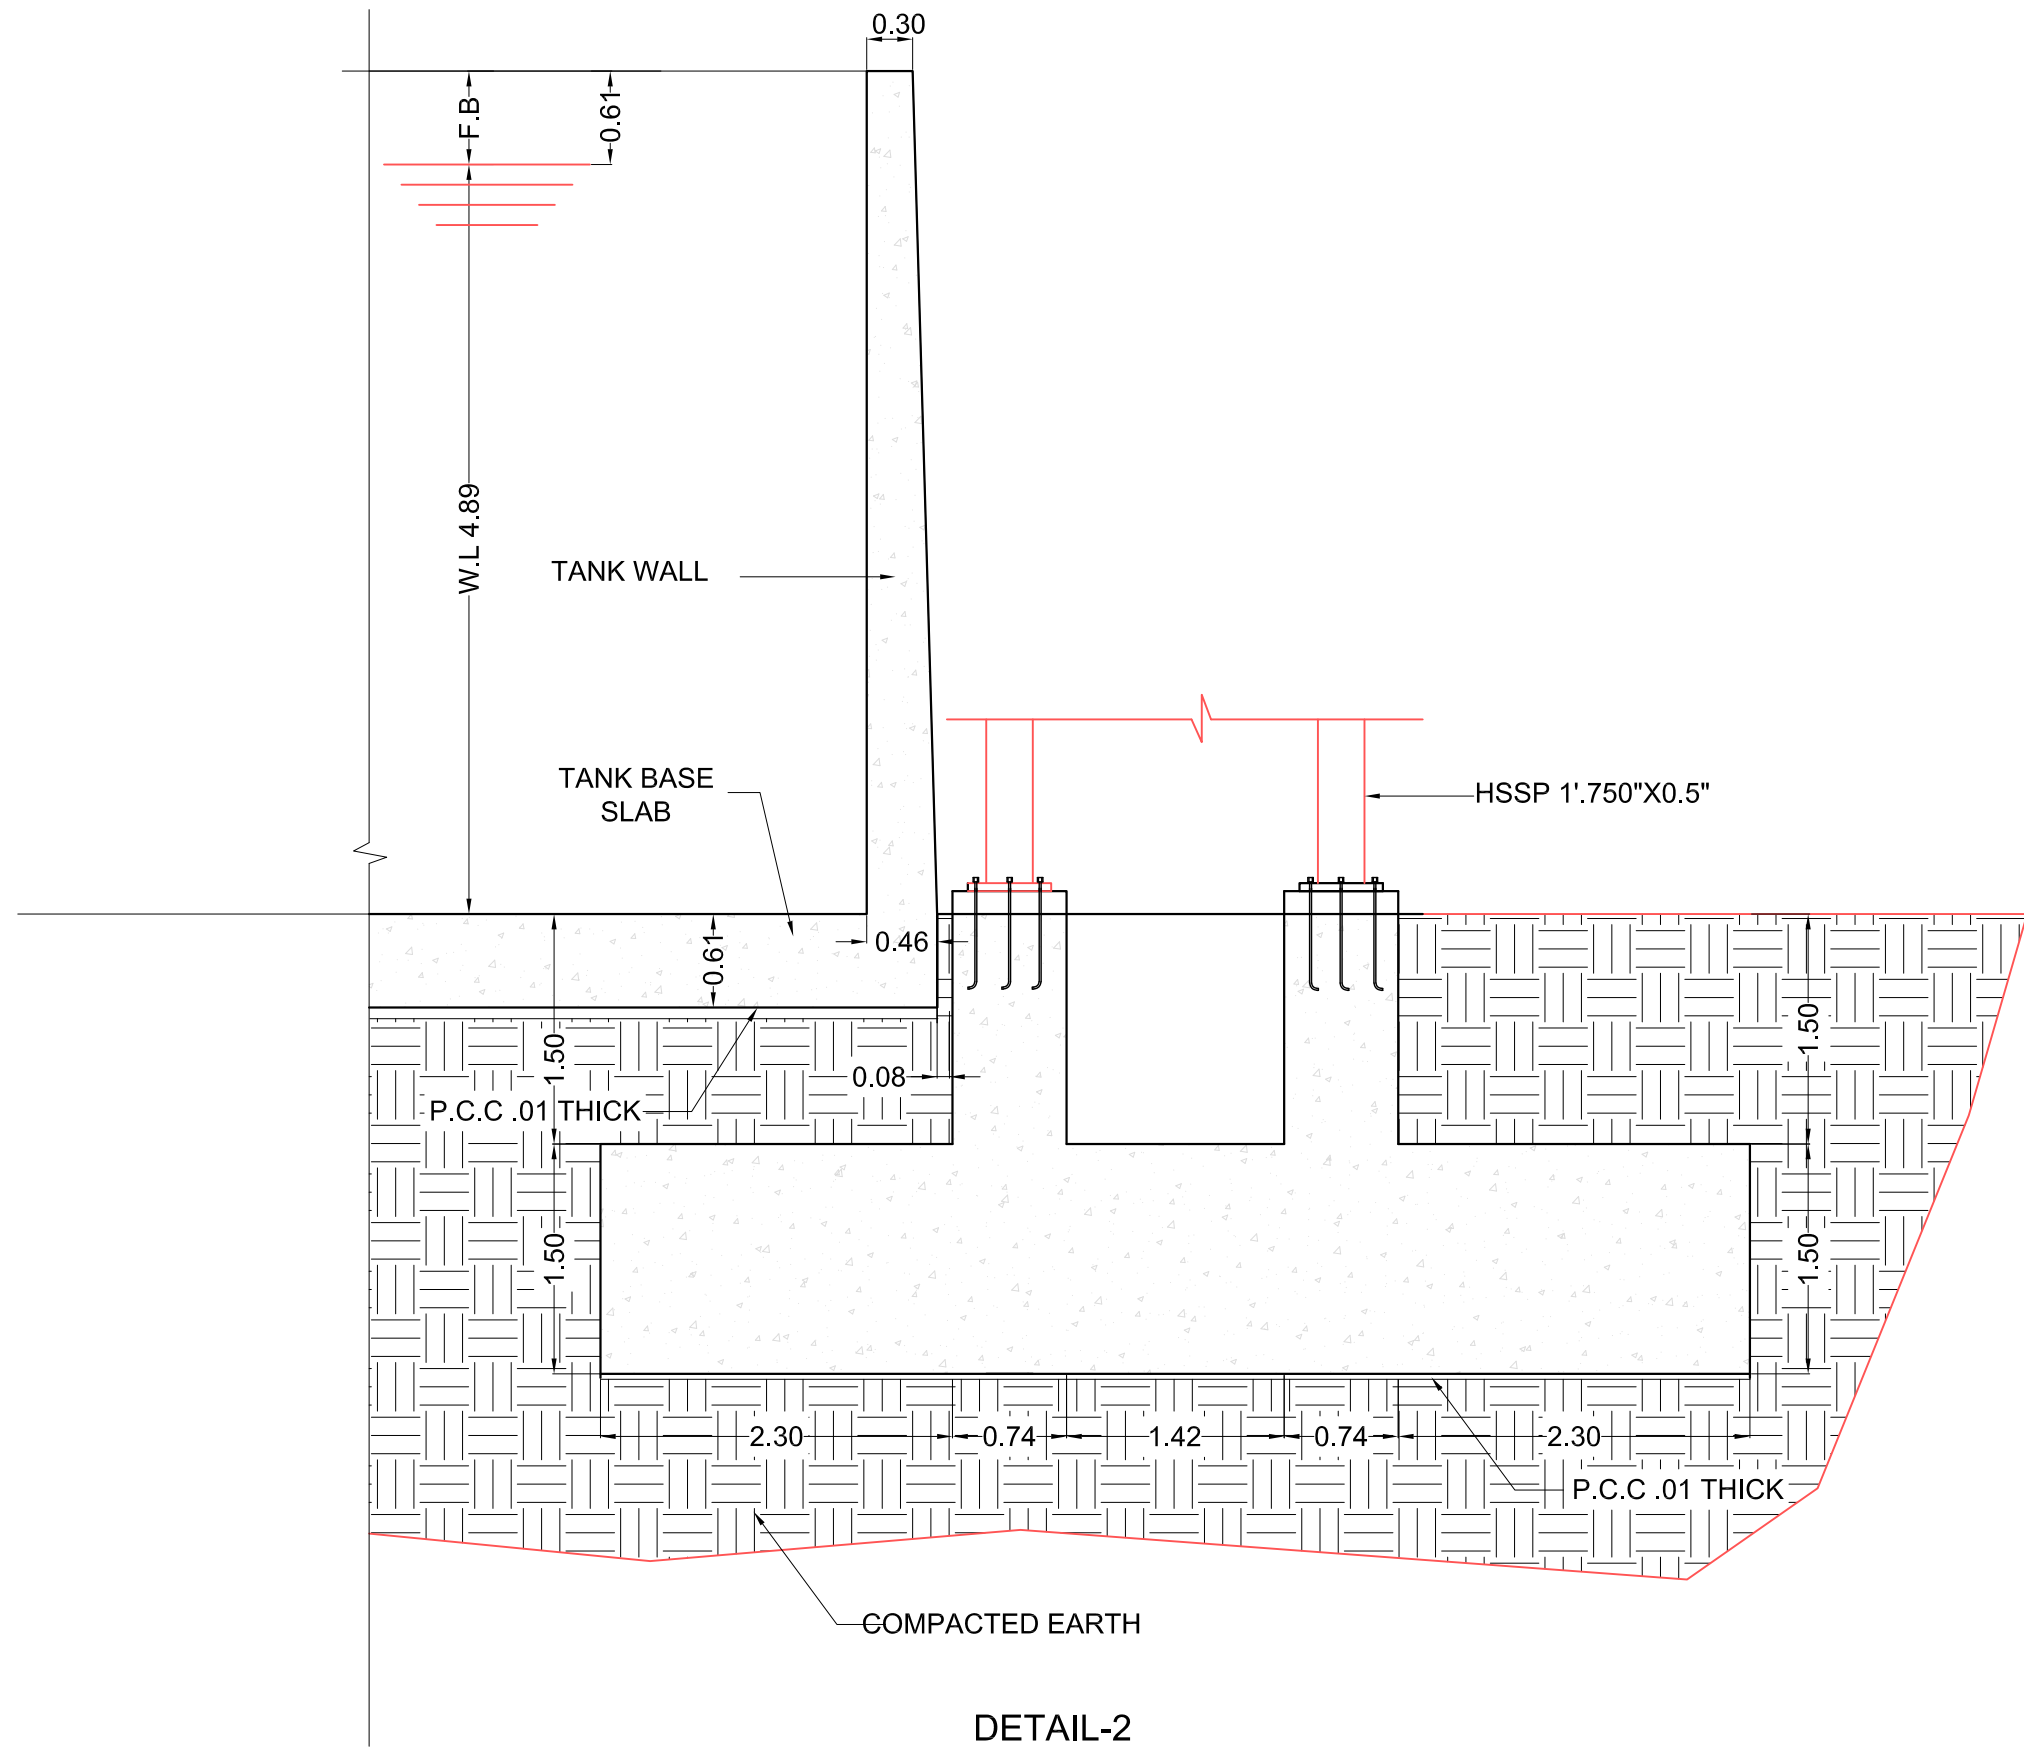 0.30
F.B
0.61
W.L 4.89
TANK WALL
TANK BASE
SLAB
HSSP 1'.750"X0.5"
0.46
0.61
1.50
1.50
0.08
P.C.C .01 THICK
1.50
1.50
2.30
0.74
1.42
0.74
2.30
P.C.C .01 THICK
COMPACTED EARTH
DETAIL-2